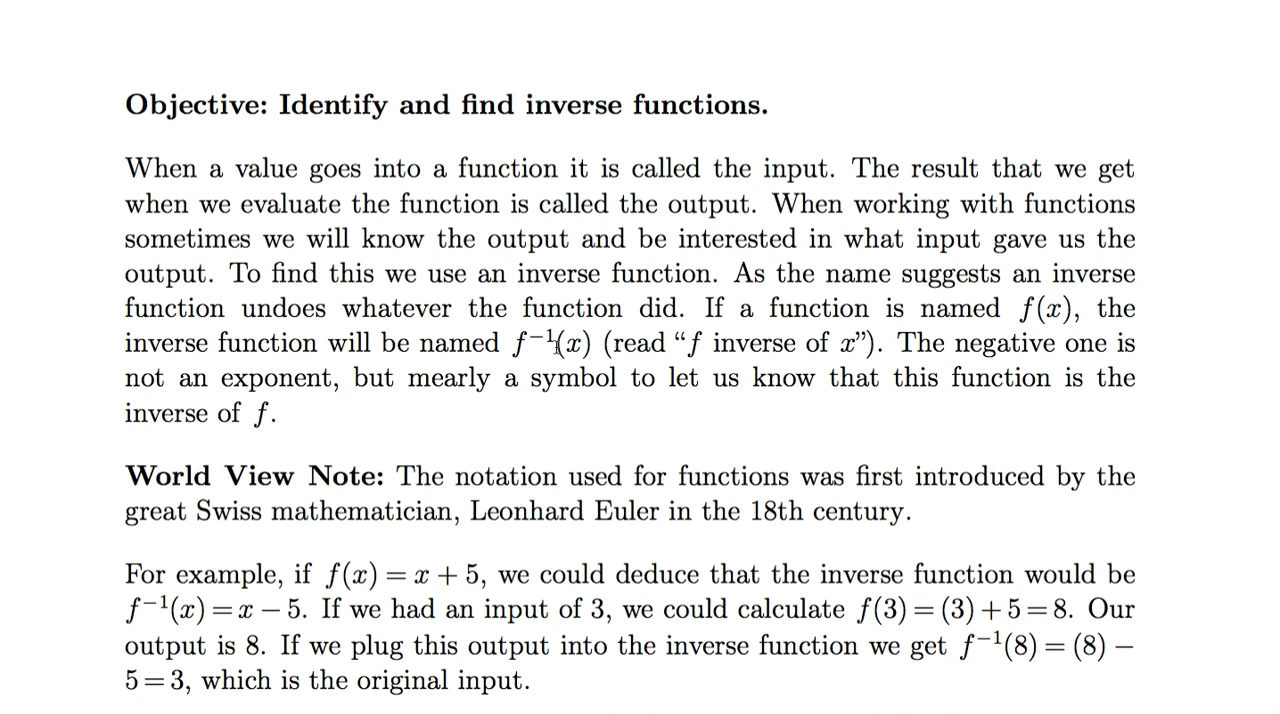 Objective: Identify and find inverse functions.
When a value goes into a function it is called the input. The result that we get
when we evaluate the function is called the output. When working with functions
sometimes we will know the output and be interested in what input gave us the
output. To find this we use an inverse function. As the name suggests an inverse
function undoes whatever the function did. If a function is named f(x), the
inverse function will be named f⁻¹(x) (read “f inverse of x”). The negative one is
not an exponent, but mearly a symbol to let us know that this function is the
inverse of f.
World View Note: The notation used for functions was first introduced by the
great Swiss mathematician, Leonhard Euler in the 18th century.
For example, if f(x) = x + 5, we could deduce that the inverse function would be
f⁻¹(x) = x − 5. If we had an input of 3, we could calculate f(3) = (3) + 5 = 8. Our
output is 8. If we plug this output into the inverse function we get f⁻¹(8) = (8) −
5 = 3, which is the original input.